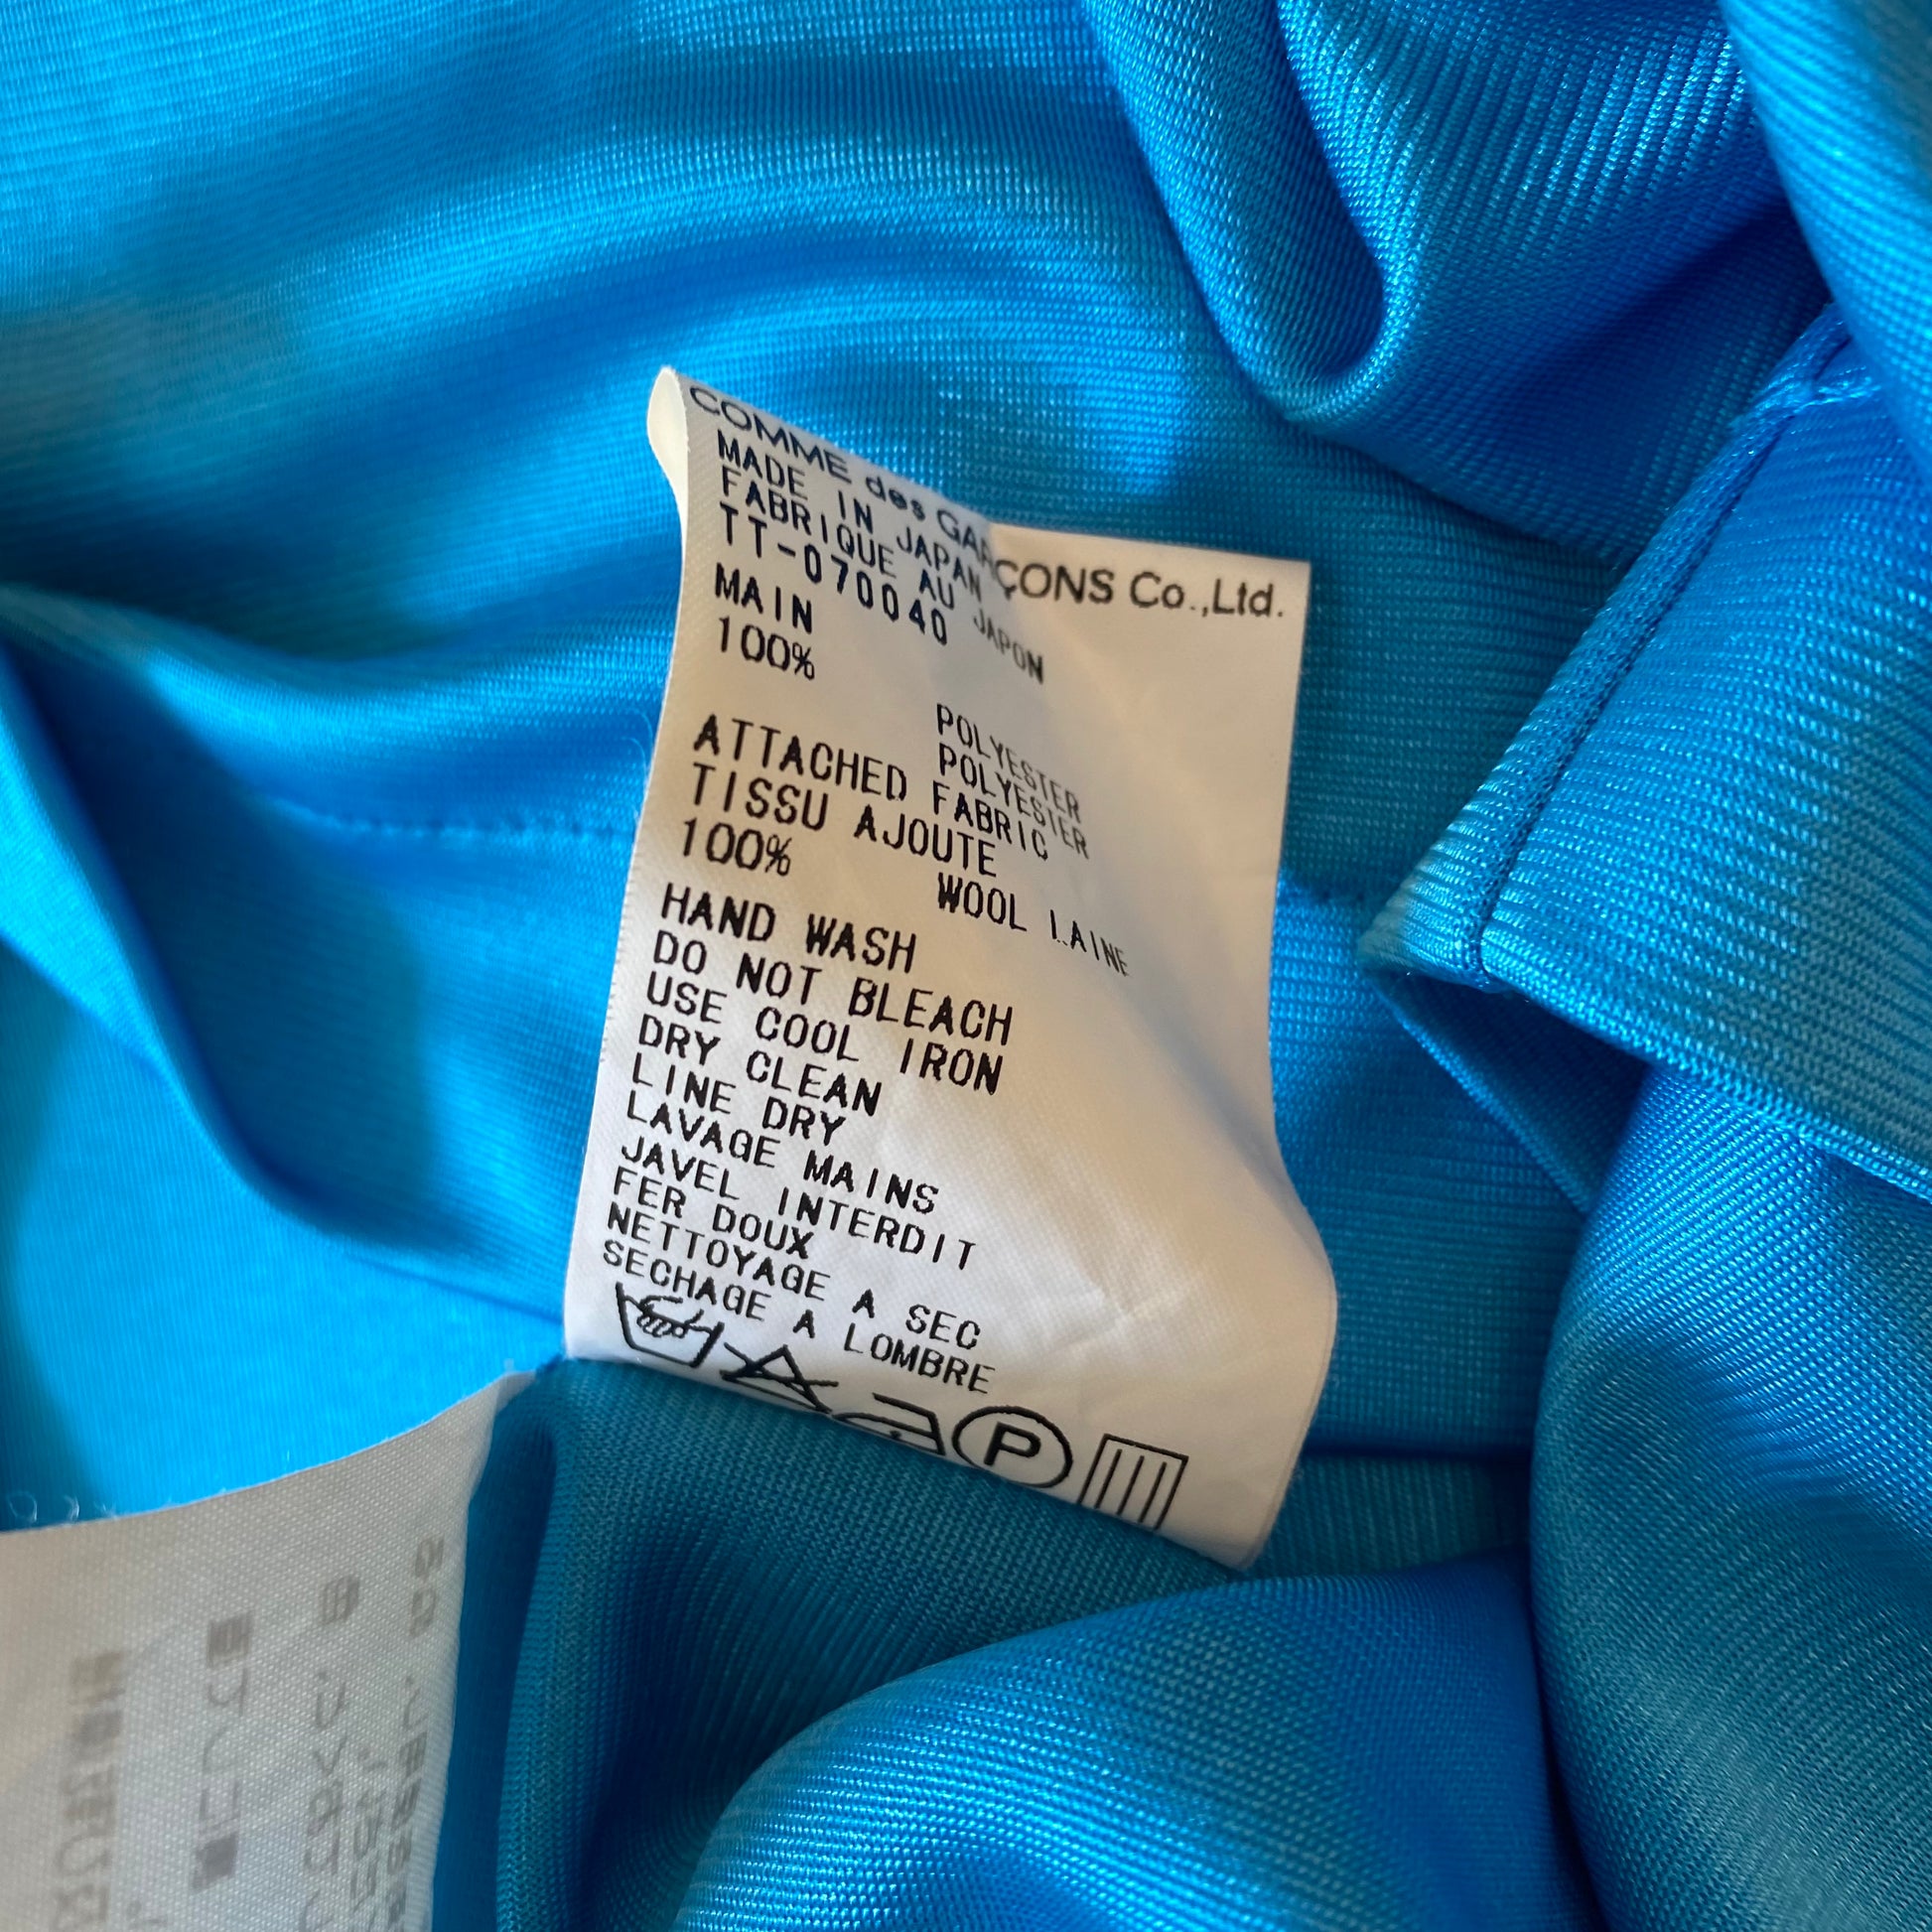 COMME des GARÇONS Co.,Ltd.
MADE IN JAPAN
FABRIQUE AU JAPON
TT-070040
MAIN
100% POLYESTER
POLYESTER
ATTACHED FABRIC
TISSU AJOUTE
100% WOOL LAINE
HAND WASH
DO NOT BLEACH
USE COOL IRON
DRY CLEAN
LINE DRY
LAVAGE MAINS
JAVEL INTERDIT
FER DOUX
NETTOYAGE A SEC
SECHAGE A LOMBRE
P